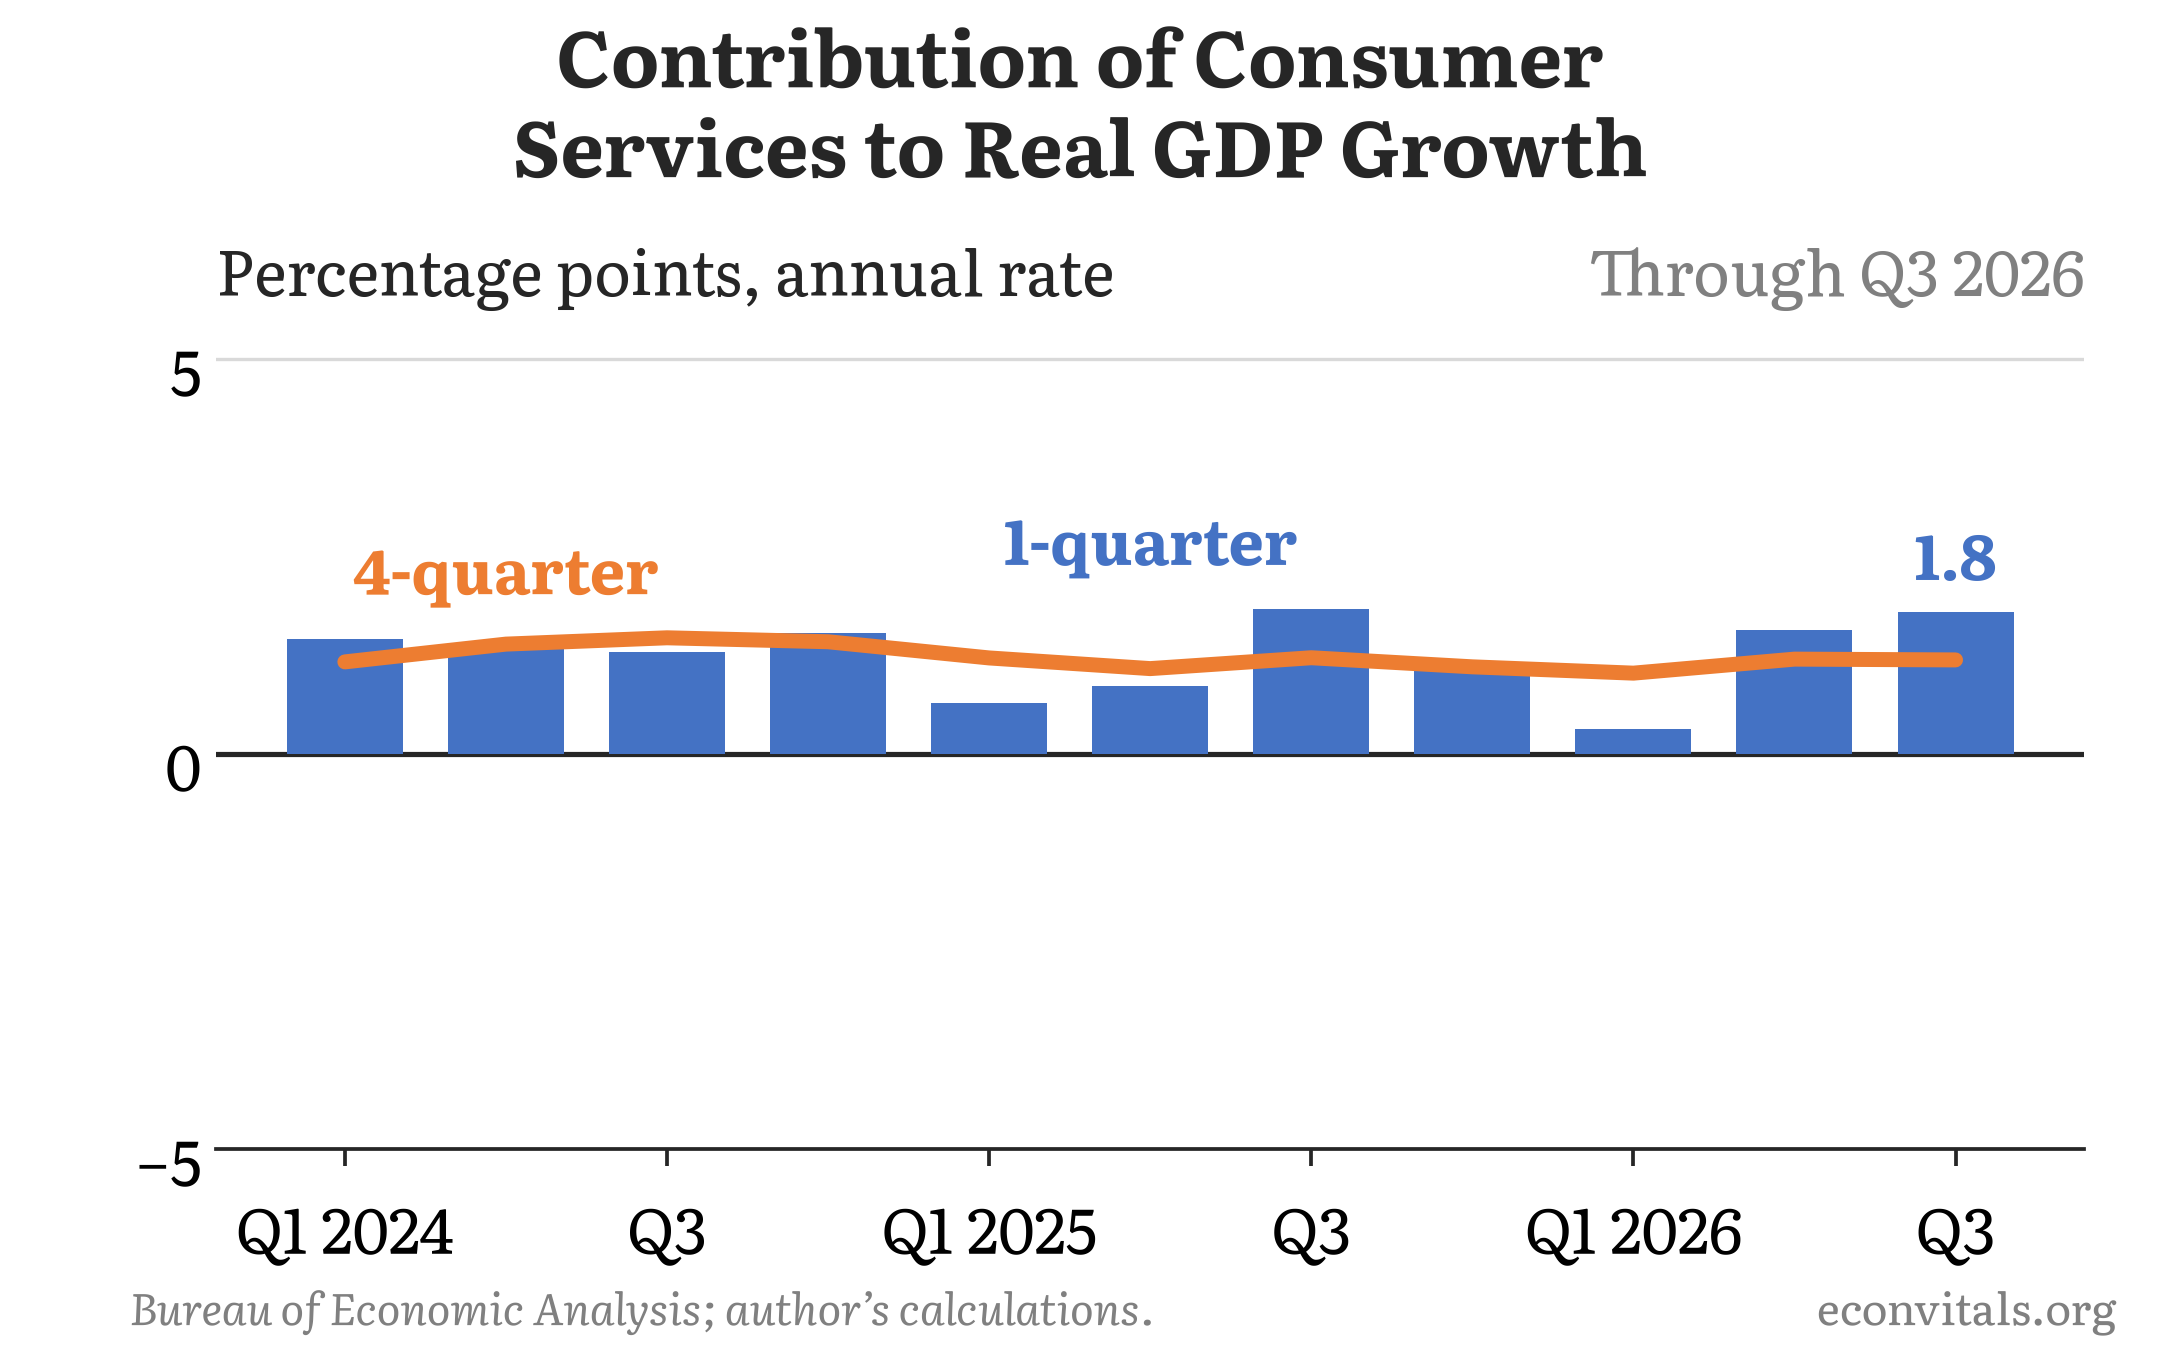 Contribution of Consumer
Services to Real GDP Growth
Percentage points, annual rate
Through Q3 2026
5
4-quarter
1-quarter
1.8
0
−5
Q1 2024
Q3
Q1 2025
Q3
Q1 2026
Q3
Bureau of Economic Analysis; author’s calculations.
econvitals.org